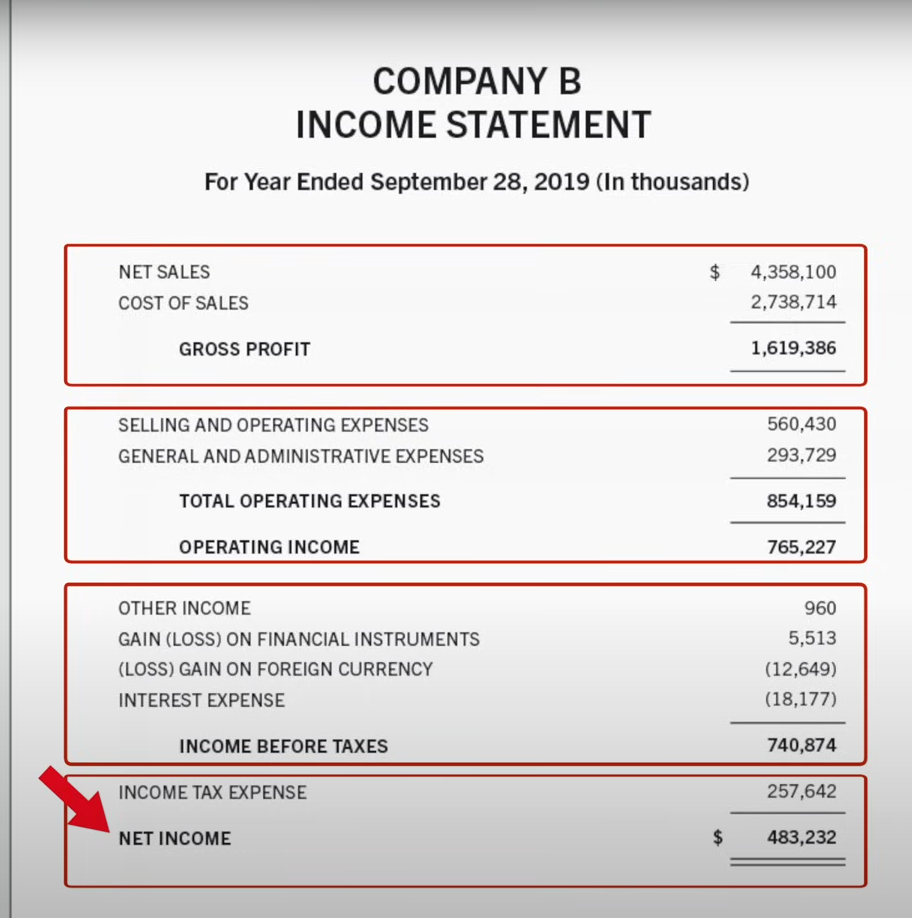 COMPANY B
INCOME STATEMENT
For Year Ended September 28, 2019 (In thousands)
NET SALES $ 4,358,100
COST OF SALES 2,738,714
GROSS PROFIT 1,619,386
SELLING AND OPERATING EXPENSES 560,430
GENERAL AND ADMINISTRATIVE EXPENSES 293,729
TOTAL OPERATING EXPENSES 854,159
OPERATING INCOME 765,227
OTHER INCOME 960
GAIN (LOSS) ON FINANCIAL INSTRUMENTS 5,513
(LOSS) GAIN ON FOREIGN CURRENCY (12,649)
INTEREST EXPENSE (18,177)
INCOME BEFORE TAXES 740,874
INCOME TAX EXPENSE 257,642
NET INCOME $ 483,232